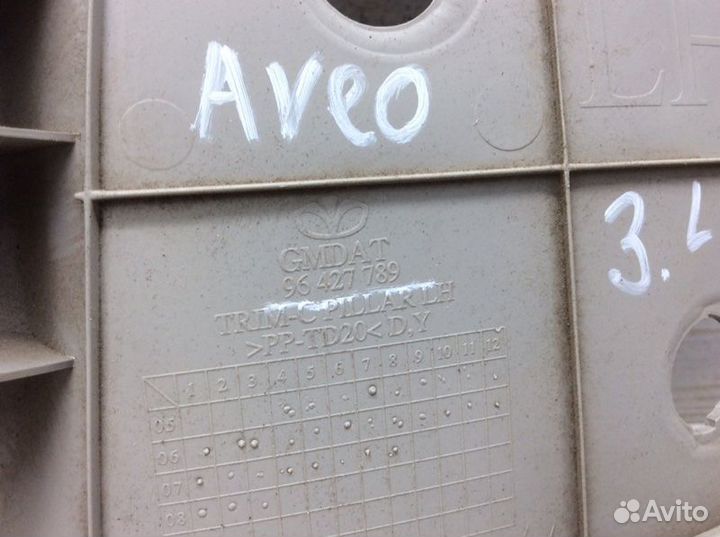 Aveo
LH
3.L
GMDAT
96 427 789
TRIM-C PILLAR LH
>PP-TD20< D.Y
1 2 3 4 5 6 7 8 9 10 11 12
05
06
07
08
Avito